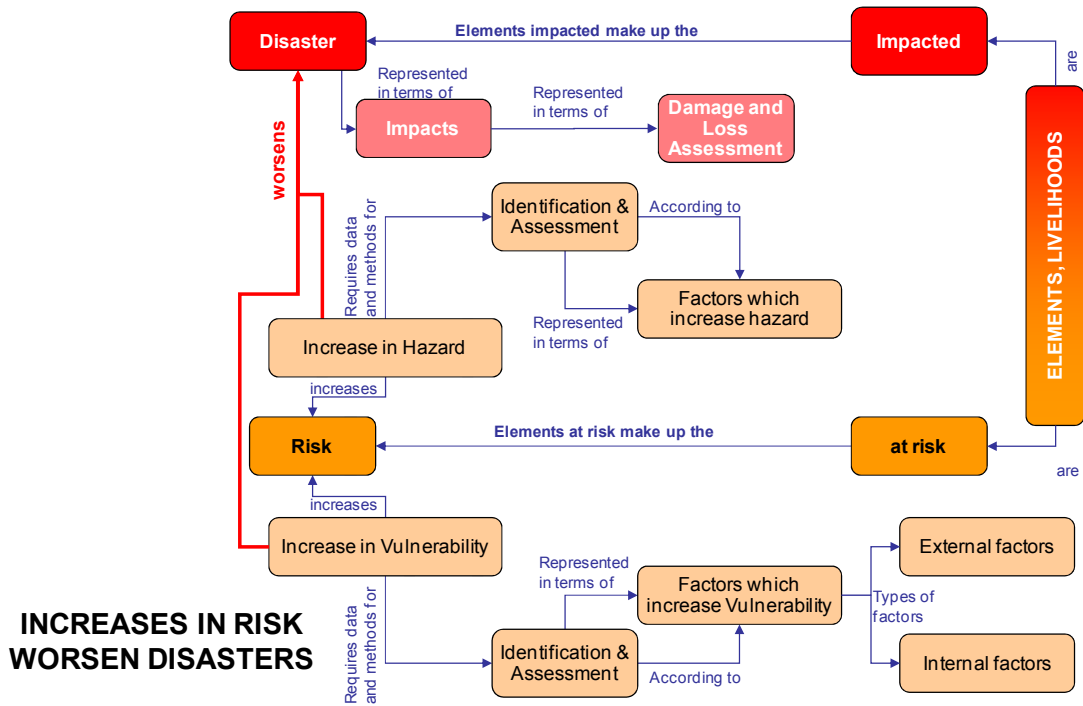 Disaster
Elements impacted make up the
Impacted
are
Represented
in terms of
Represented
in terms of
Impacts
Damage and
Loss
Assessment
worsens
ELEMENTS, LIVELIHOODS
Requires data
and methods for
Identification &
Assessment
According to
Factors which
increase hazard
Represented
in terms of
Increase in Hazard
increases
Risk
Elements at risk make up the
at risk
are
increases
Increase in Vulnerability
Represented
in terms of
Factors which
increase Vulnerability
External factors
Types of
factors
Internal factors
Requires data
and methods for
Identification &
Assessment
According to
INCREASES IN RISK
WORSEN DISASTERS